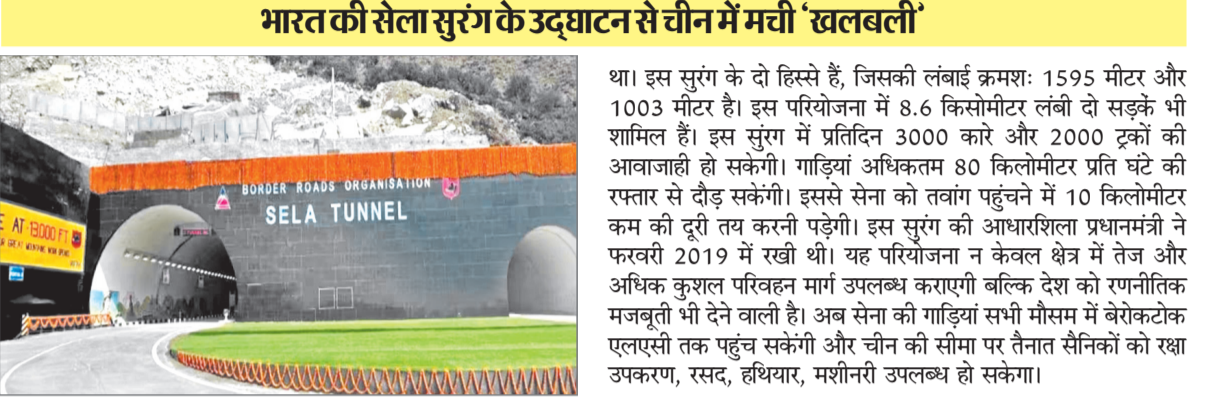 भारत की सेला सुरंग के उद्घाटन से चीन में मची ‘खलबली’
BORDER ROADS ORGANISATION
SELA TUNNEL
E AT 13000 FT
था। इस सुरंग के दो हिस्से हैं, जिसकी लंबाई क्रमशः 1595 मीटर और
1003 मीटर है। इस परियोजना में 8.6 किसोमीटर लंबी दो सड़कें भी
शामिल हैं। इस सुंरग में प्रतिदिन 3000 कारे और 2000 ट्रकों की
आवाजाही हो सकेगी। गाड़ियां अधिकतम 80 किलोमीटर प्रति घंटे की
रफ्तार से दौड़ सकेंगी। इससे सेना को तवांग पहुंचने में 10 किलोमीटर
कम की दूरी तय करनी पड़ेगी। इस सुरंग की आधारशिला प्रधानमंत्री ने
फरवरी 2019 में रखी थी। यह परियोजना न केवल क्षेत्र में तेज और
अधिक कुशल परिवहन मार्ग उपलब्ध कराएगी बल्कि देश को रणनीतिक
मजबूती भी देने वाली है। अब सेना की गाड़ियां सभी मौसम में बेरोकटोक
एलएसी तक पहुंच सकेंगी और चीन की सीमा पर तैनात सैनिकों को रक्षा
उपकरण, रसद, हथियार, मशीनरी उपलब्ध हो सकेगा।